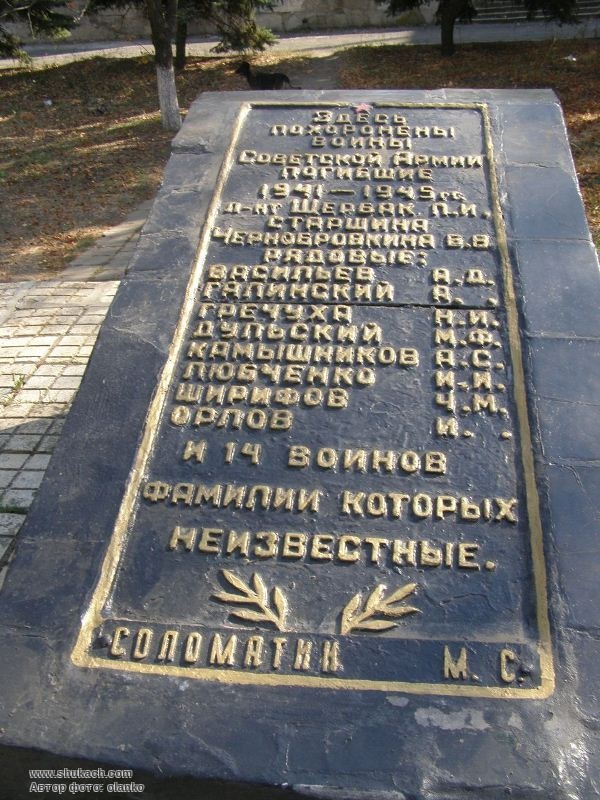 Здесь
похоронены
воины
Советской Армии
погибшие
1941—1945 гг.
л-нт Щербак П.И.,
старшина
Чернобровкина В.В
рядовые:
Васильев А.Д.
Галинский А. .
Гречуха Н.И.
Дульский М.Ф.
Камышников А.С.
Любченко И.И.
Ширифов Ч.М.
Орлов И. .
и 14 воинов
фамилии которых
неизвестные.
Соломатин М. С.
www.shukach.com
Автор фото: olanko